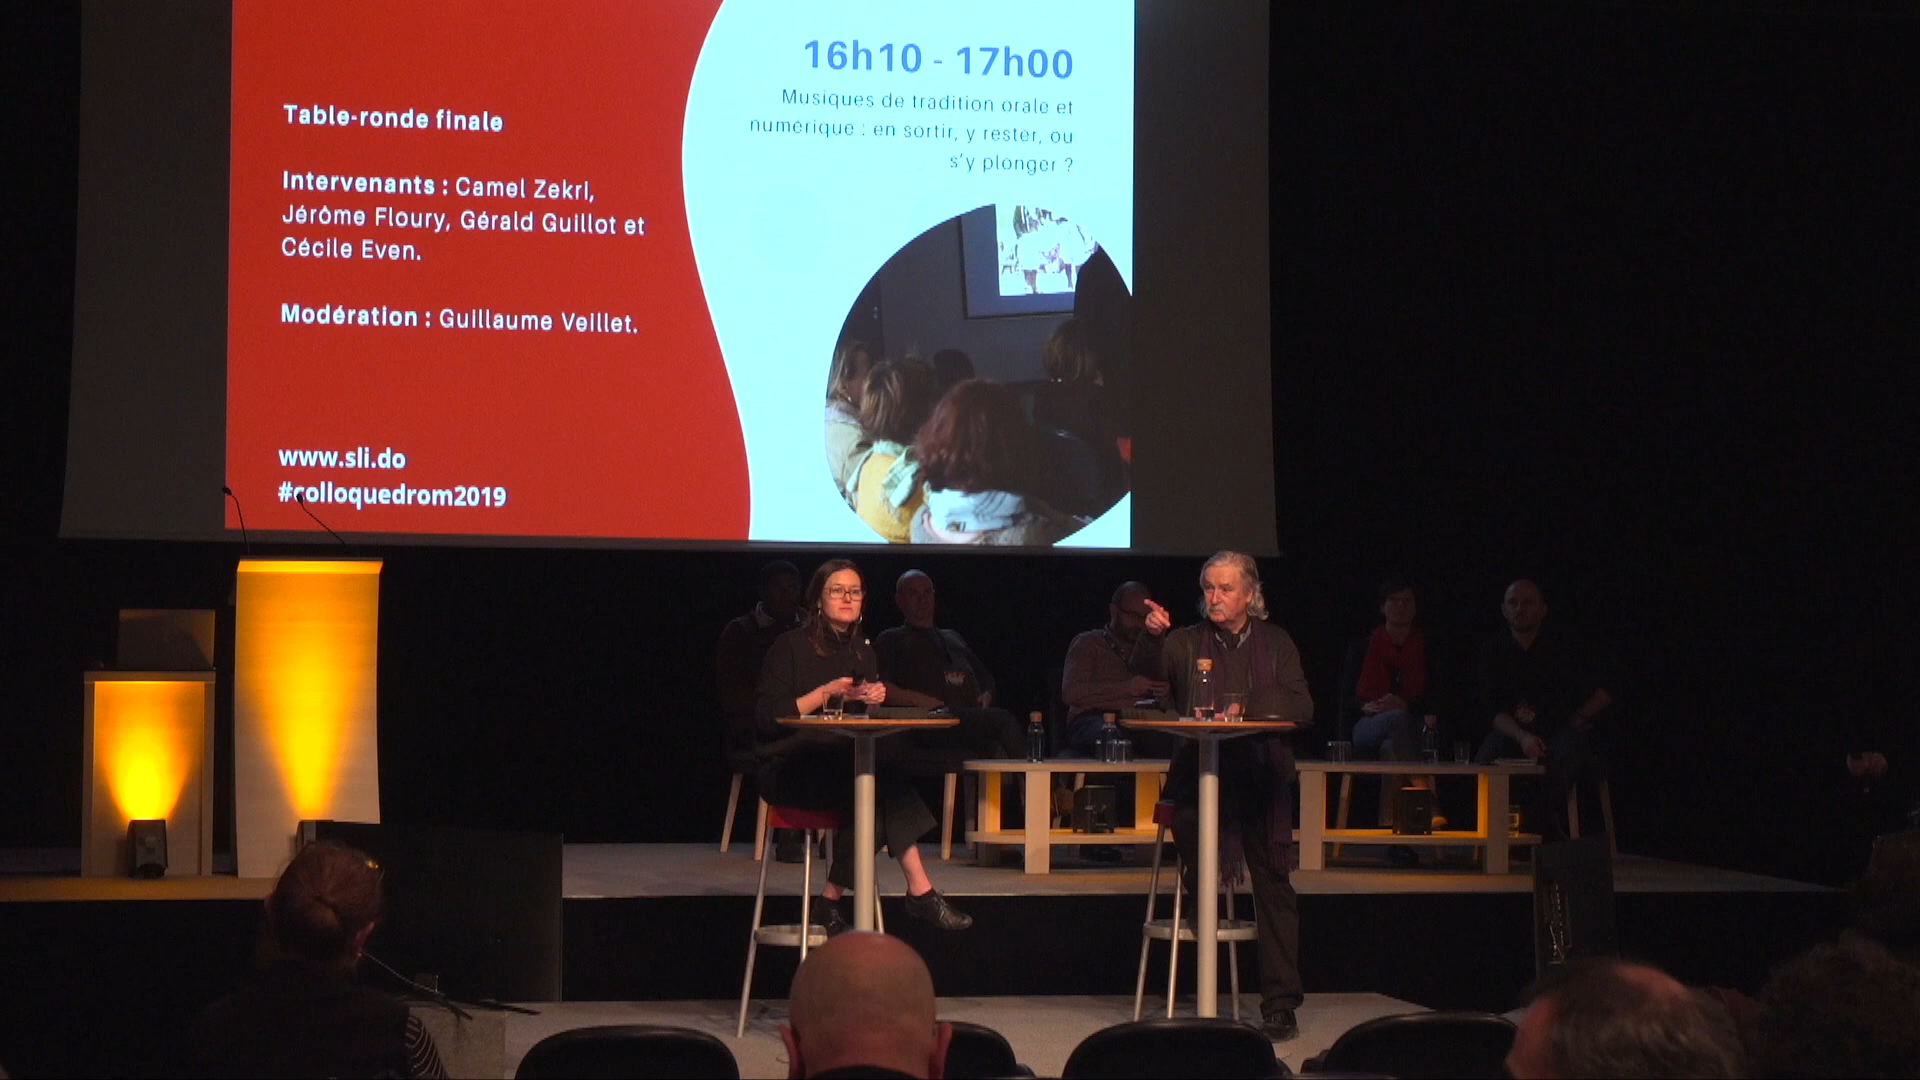 Table-ronde finale
Intervenants : Camel Zekri,
Jérôme Floury, Gérald Guillot et
Cécile Even.
Modération : Guillaume Veillet.
www.sli.do
#colloquedrom2019
16h10 - 17h00
Musiques de tradition orale et
numérique : en sortir, y rester, ou
s'y plonger ?